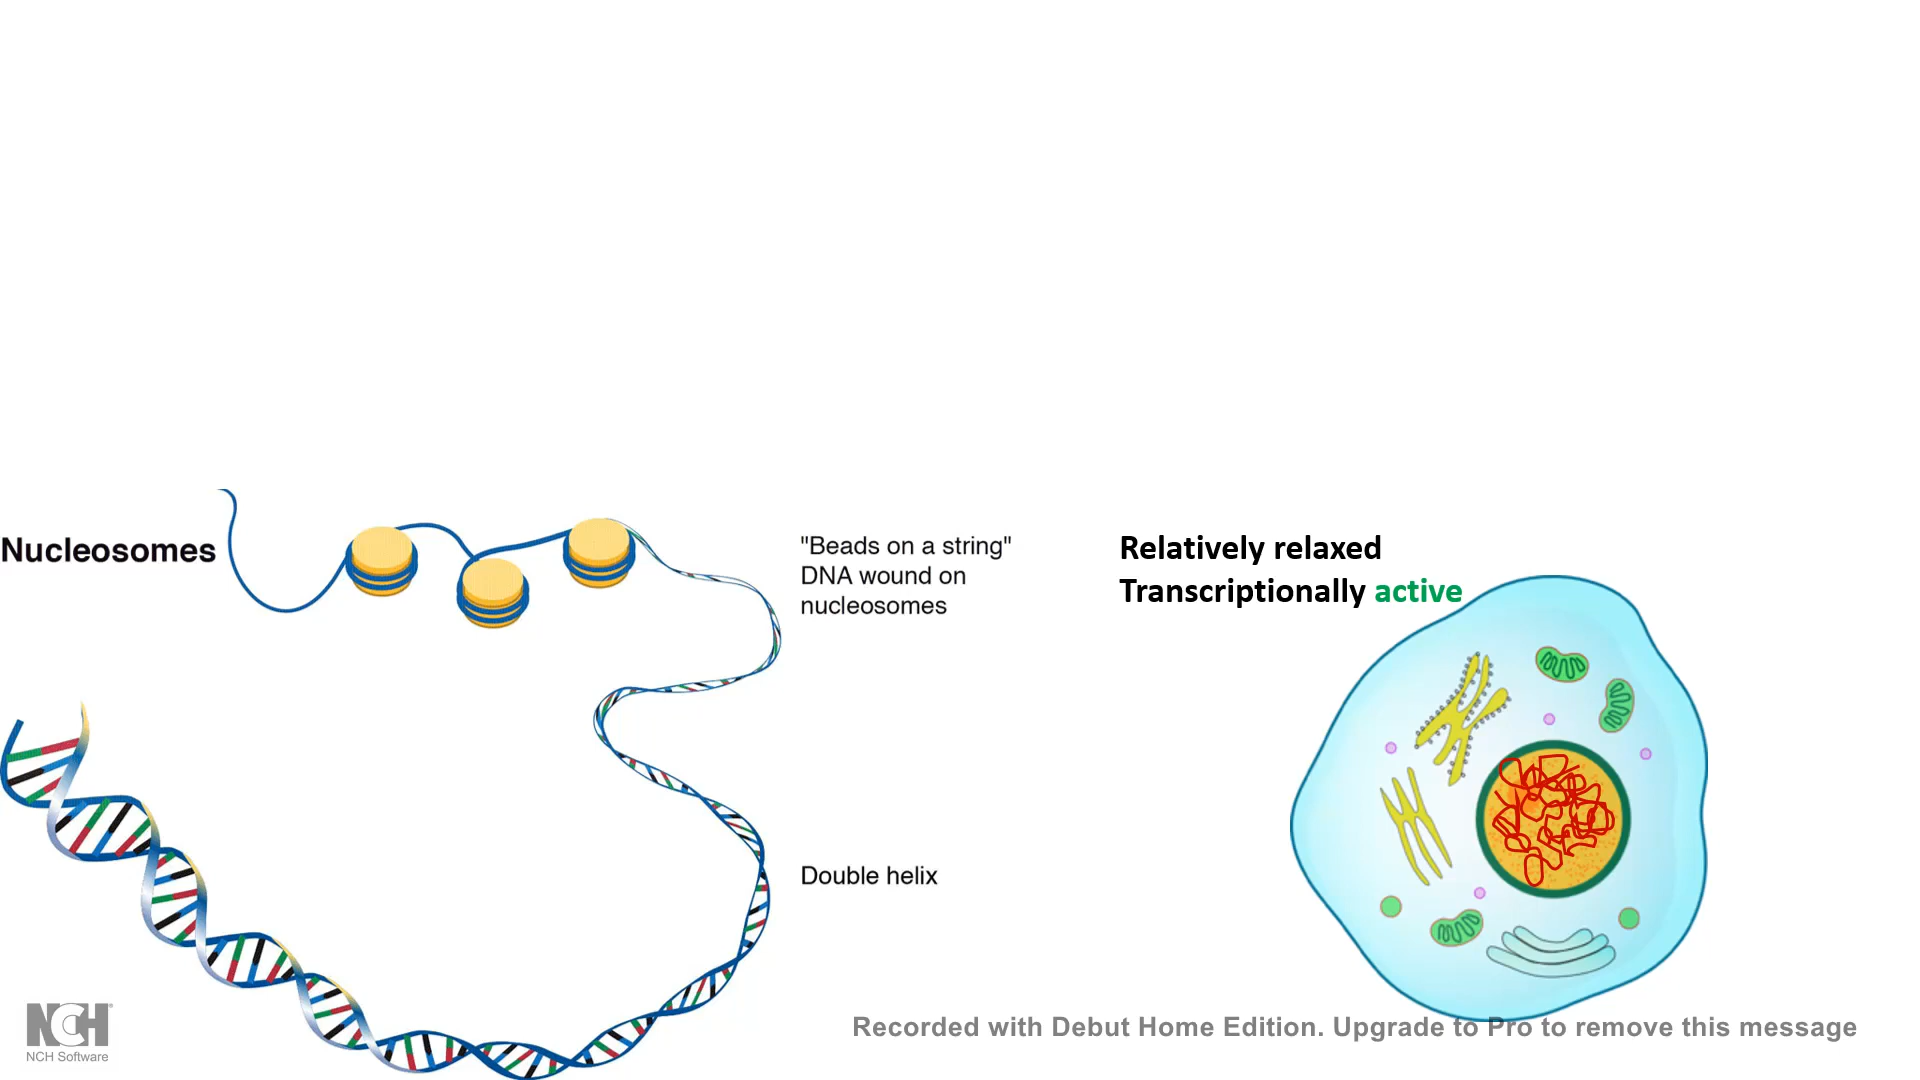 Nucleosomes
"Beads on a string"
DNA wound on
nucleosomes
Relatively relaxed
Transcriptionally active
Double helix
NCH®
NCH Software
Recorded with Debut Home Edition. Upgrade to Pro to remove this message